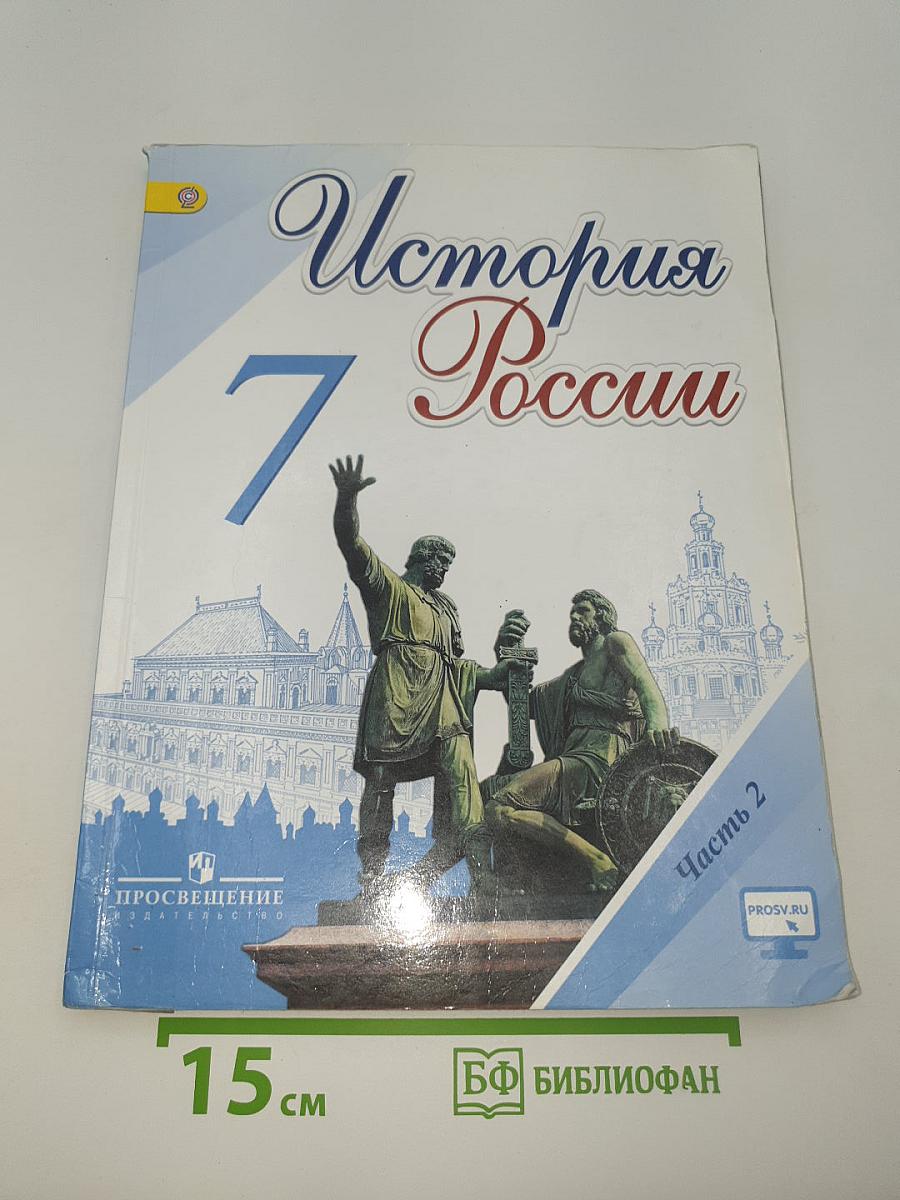 История
России
7
Часть 2
ПРОСВЕЩЕНИЕ
ИЗДАТЕЛЬСТВО
PROSV.RU
15 см
БФ БИБЛИОФАН